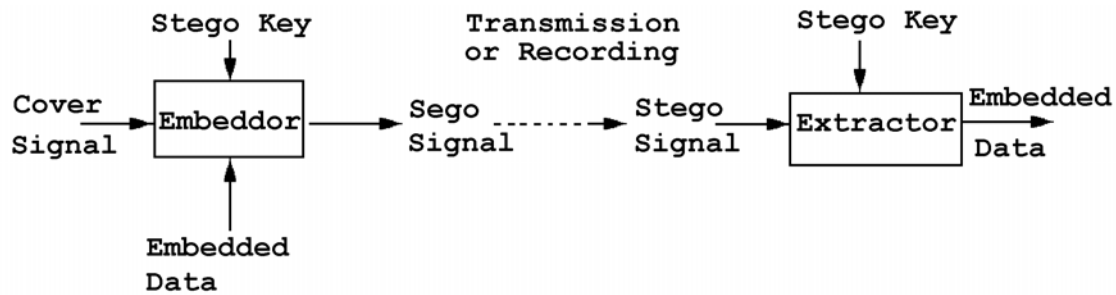 Stego Key
Cover
Signal
Embeddor
Embedded
Data
Sego
Signal
Transmission
or Recording
Stego
Signal
Stego Key
Extractor
Embedded
Data